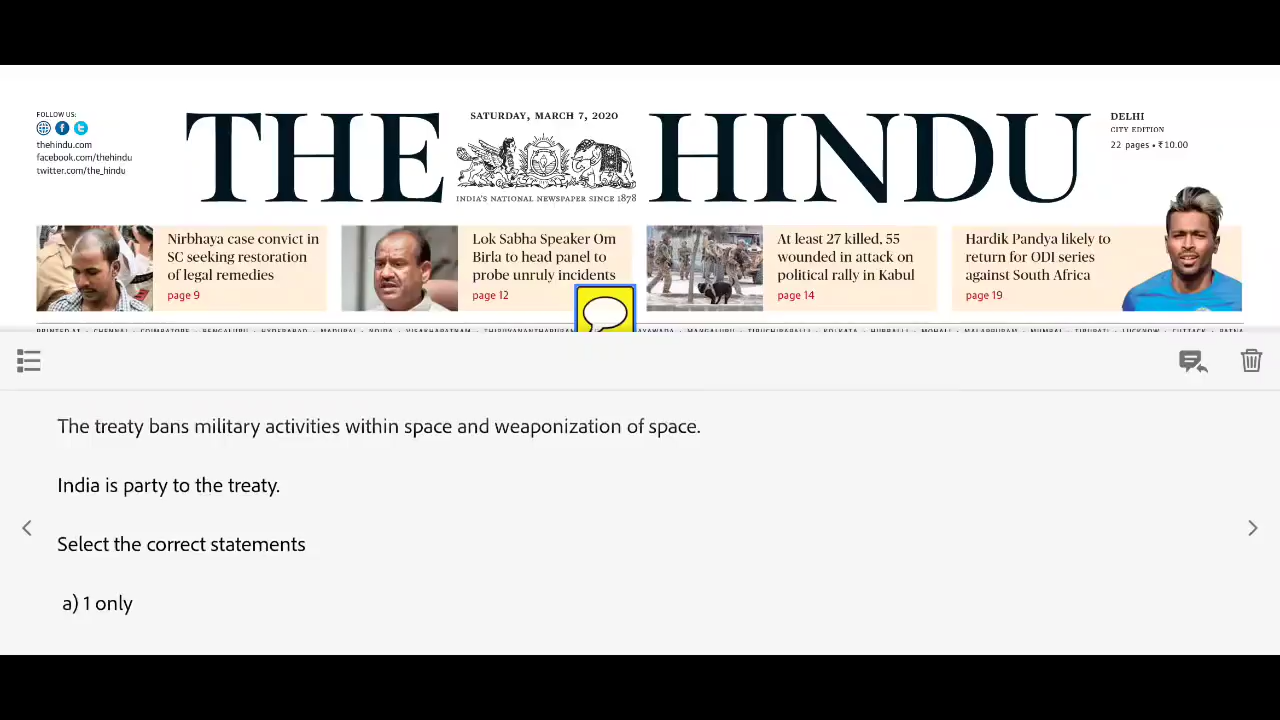 FOLLOW US:
thehindu.com
facebook.com/thehindu
twitter.com/the_hindu
THE HINDU
SATURDAY, MARCH 7, 2020
INDIA'S NATIONAL NEWSPAPER SINCE 1878
DELHI
CITY EDITION
22 pages • ₹10.00
Nirbhaya case convict in
SC seeking restoration
of legal remedies
page 9
Lok Sabha Speaker Om
Birla to head panel to
probe unruly incidents
page 12
At least 27 killed, 55
wounded in attack on
political rally in Kabul
page 14
Hardik Pandya likely to
return for ODI series
against South Africa
page 19
The treaty bans military activities within space and weaponization of space.
India is party to the treaty.
Select the correct statements
a) 1 only